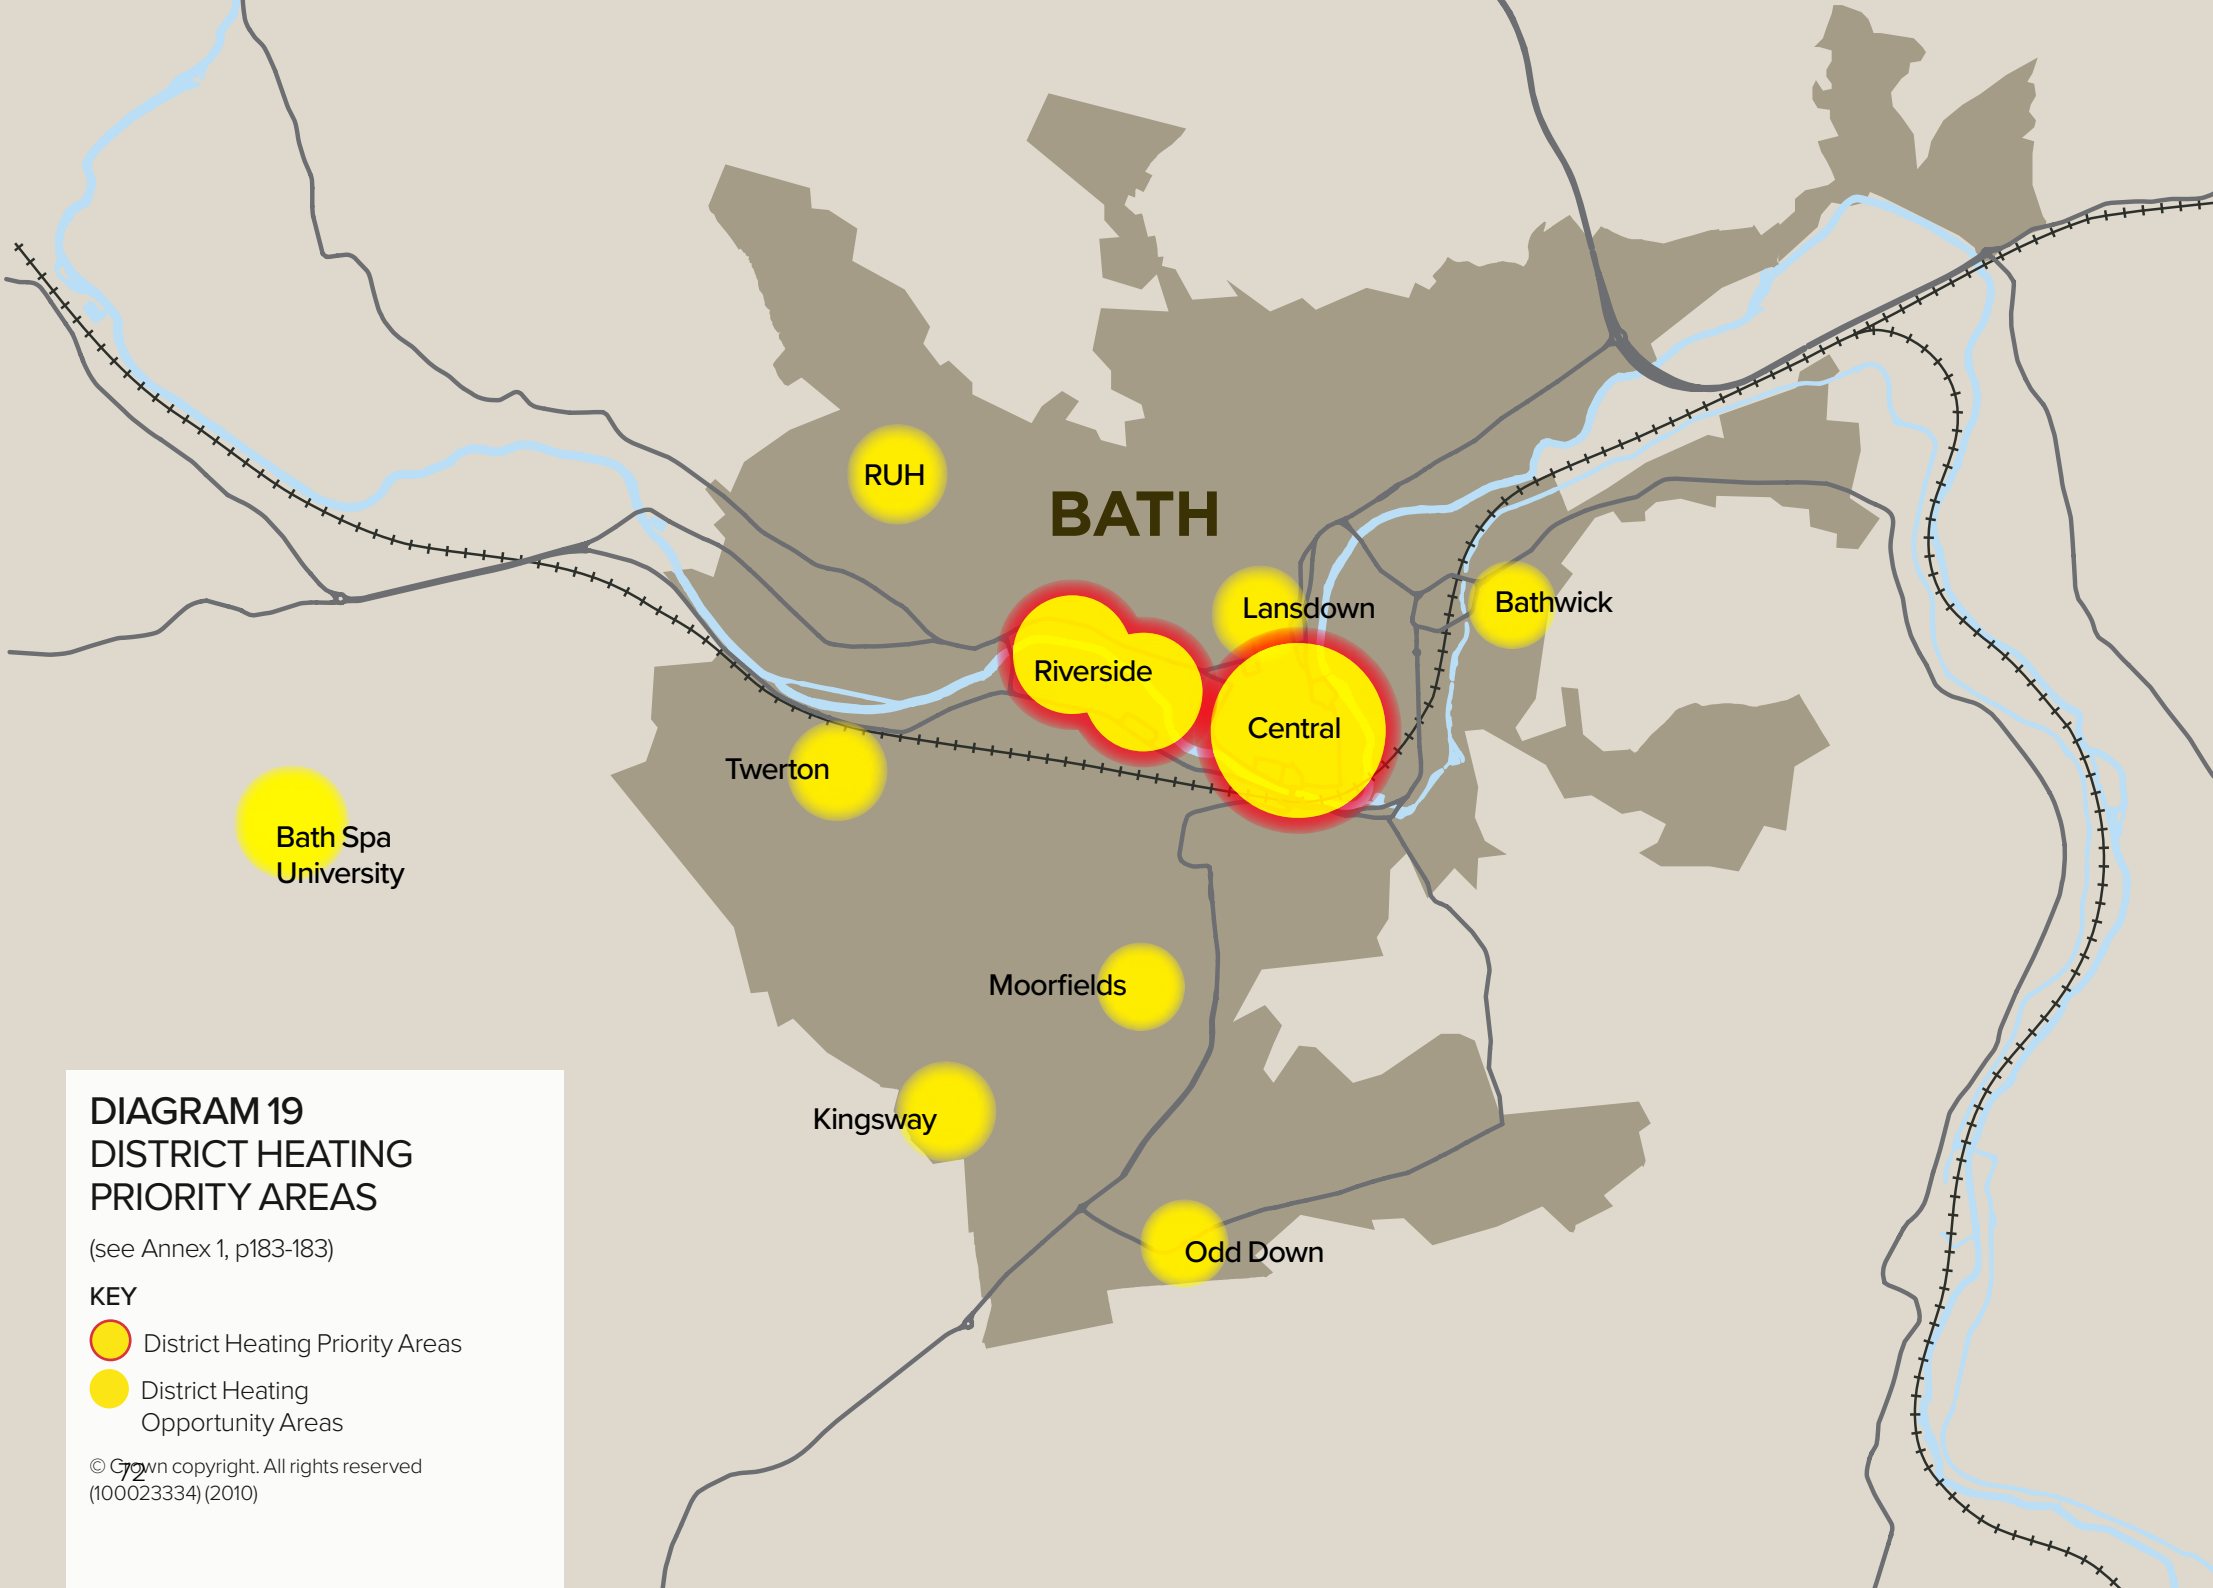 RUH
BATH
Lansdown
Bathwick
Riverside
Central
Twerton
Bath Spa
University
Moorfields
Kingsway
Odd Down
DIAGRAM 19
DISTRICT HEATING
PRIORITY AREAS
(see Annex 1, p183-183)
KEY
District Heating Priority Areas
District Heating
Opportunity Areas
© Crown copyright. All rights reserved
72
(100023334) (2010)